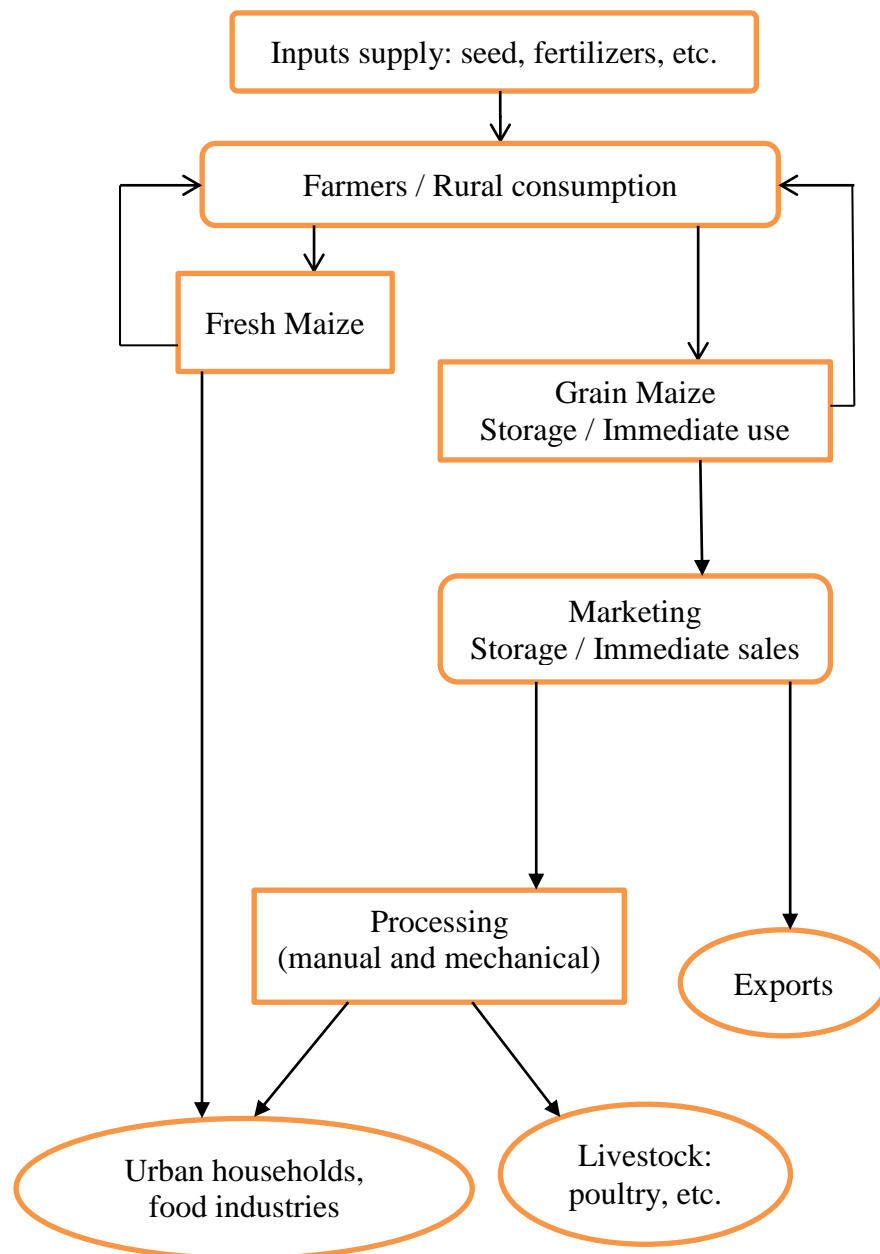 Inputs supply: seed, fertilizers, etc.
Farmers / Rural consumption
Fresh Maize
Grain Maize
Storage / Immediate use
Marketing
Storage / Immediate sales
Processing
(manual and mechanical)
Exports
Urban households,
food industries
Livestock:
poultry, etc.